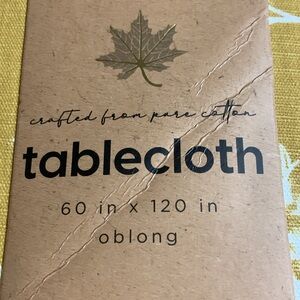 crafted from pure cotton
tablecloth
60 in x 120 in
oblong